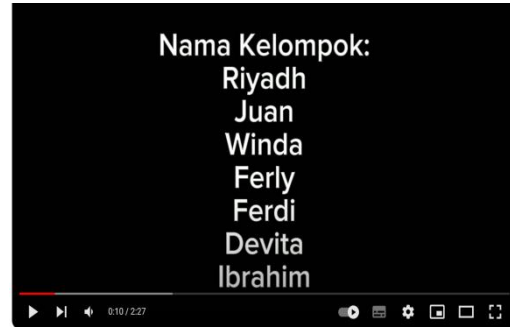 Nama Kelompok:
Riyadh
Juan
Winda
Ferly
Ferdi
Devita
Ibrahim
0:10 / 2:27